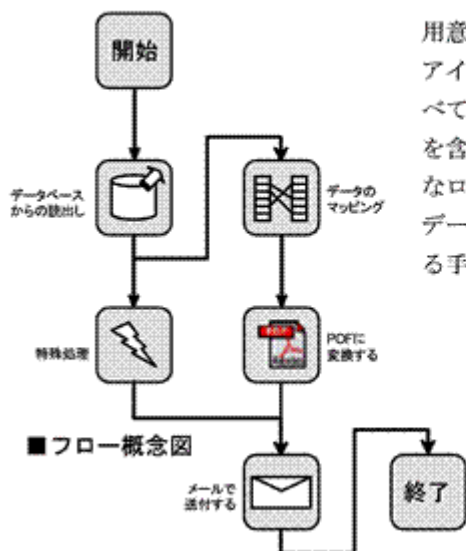 開始
データベース
からの読出し
データの
マッピング
特殊処理
PDFに
変換する
■フロー概念図
メールで
送付する
終了
用意
アイ
べて
を含
なロ
デー
る手